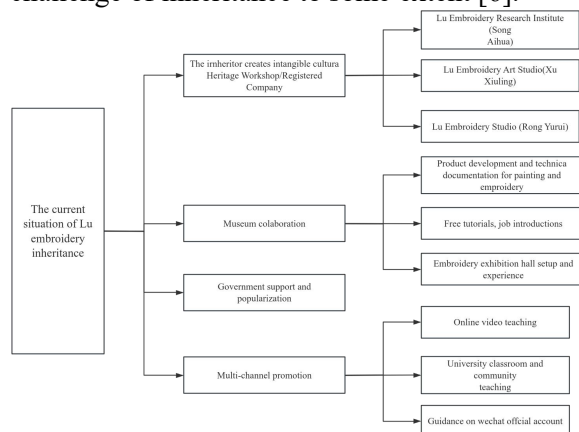 challenge of inheritance to some extent [6].
The current
situation of Lu
embroidery
inheritance
The irnheritor creates intangible cultura
Heritage Workshop/Registered
Company
Lu Embroidery Research Institute
(Song
Aihua)
Lu Embroidery Art Studio(Xu
Xiuling)
Lu Embroidery Studio (Rong Yurui)
Museum colaboration
Product development and technica
documentation for painting and
emproidery
Free tutorials, job introductions
Embroidery exhibition hall setup and
experience
Government support and
popularization
Multi-channel promotion
Online video teaching
University classroom and
community
teaching
Guidance on wechat offcial account